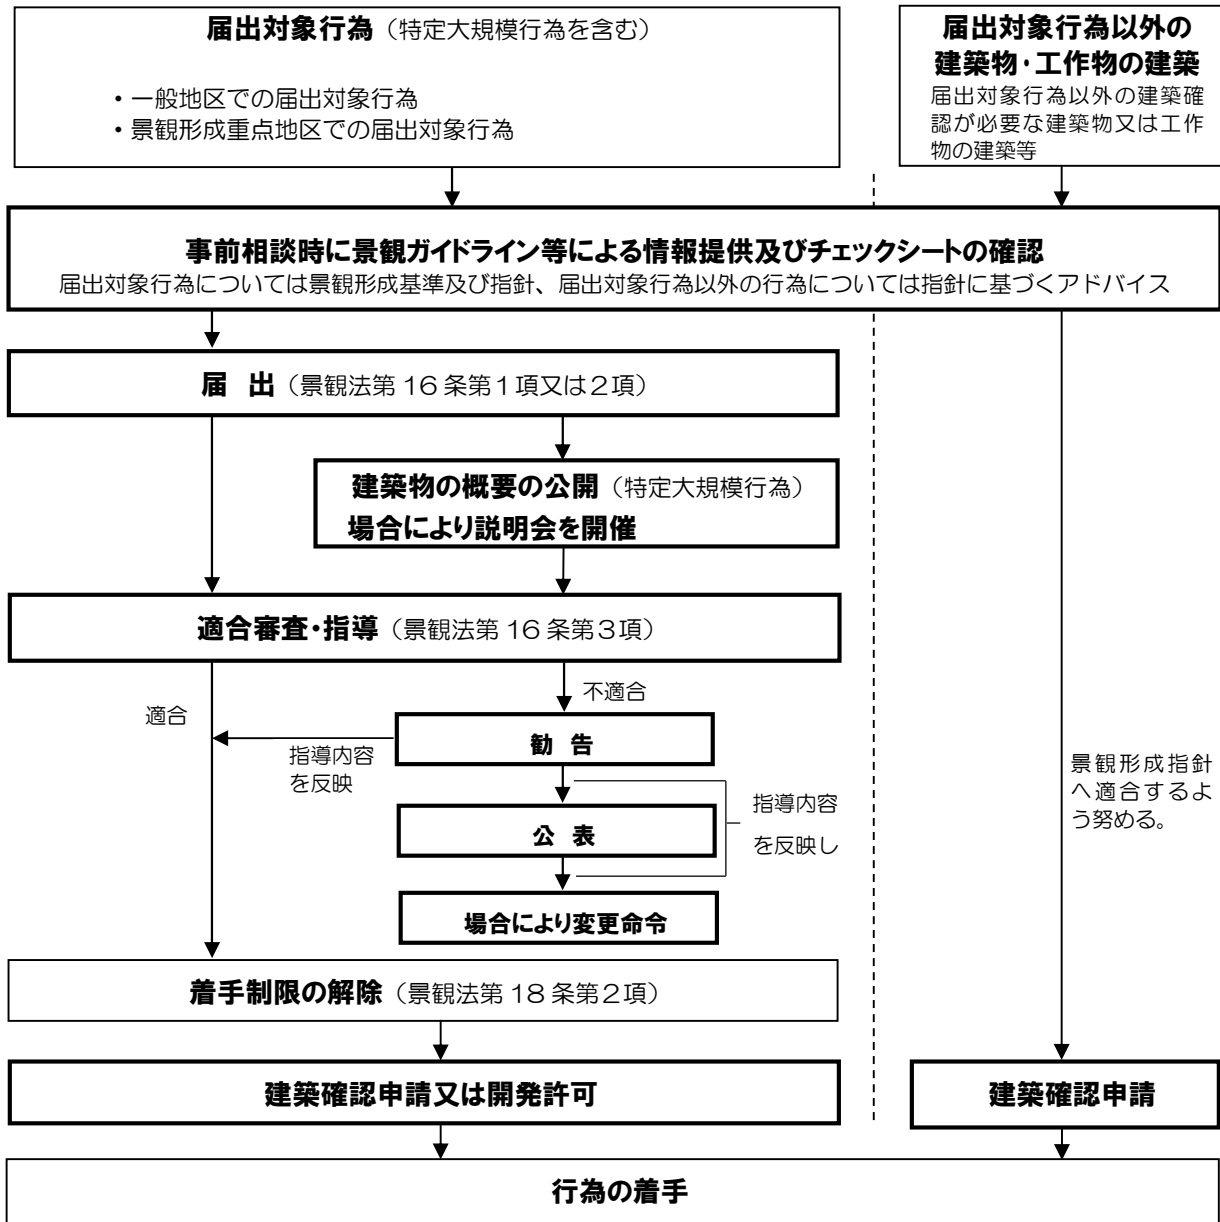 届出対象行為（特定大規模行為を含む）
・一般地区での届出対象行為
・景観形成重点地区での届出対象行為
届出対象行為以外の
建築物・工作物の建築
届出対象行為以外の建築確
認が必要な建築物又は工作
物の建築等
事前相談時に景観ガイドライン等による情報提供及びチェックシートの確認
届出対象行為については景観形成基準及び指針、届出対象行為以外の行為については指針に基づくアドバイス
届 出（景観法第 16 条第１項又は２項）
建築物の概要の公開（特定大規模行為）
場合により説明会を開催
適合審査・指導（景観法第 16 条第３項）
適合
不適合
勧 告
指導内容
を反映
公 表
指導内容
を反映し
場合により変更命令
景観形成指針
へ適合するよ
う努める。
着手制限の解除（景観法第 18 条第２項）
建築確認申請又は開発許可
建築確認申請
行為の着手